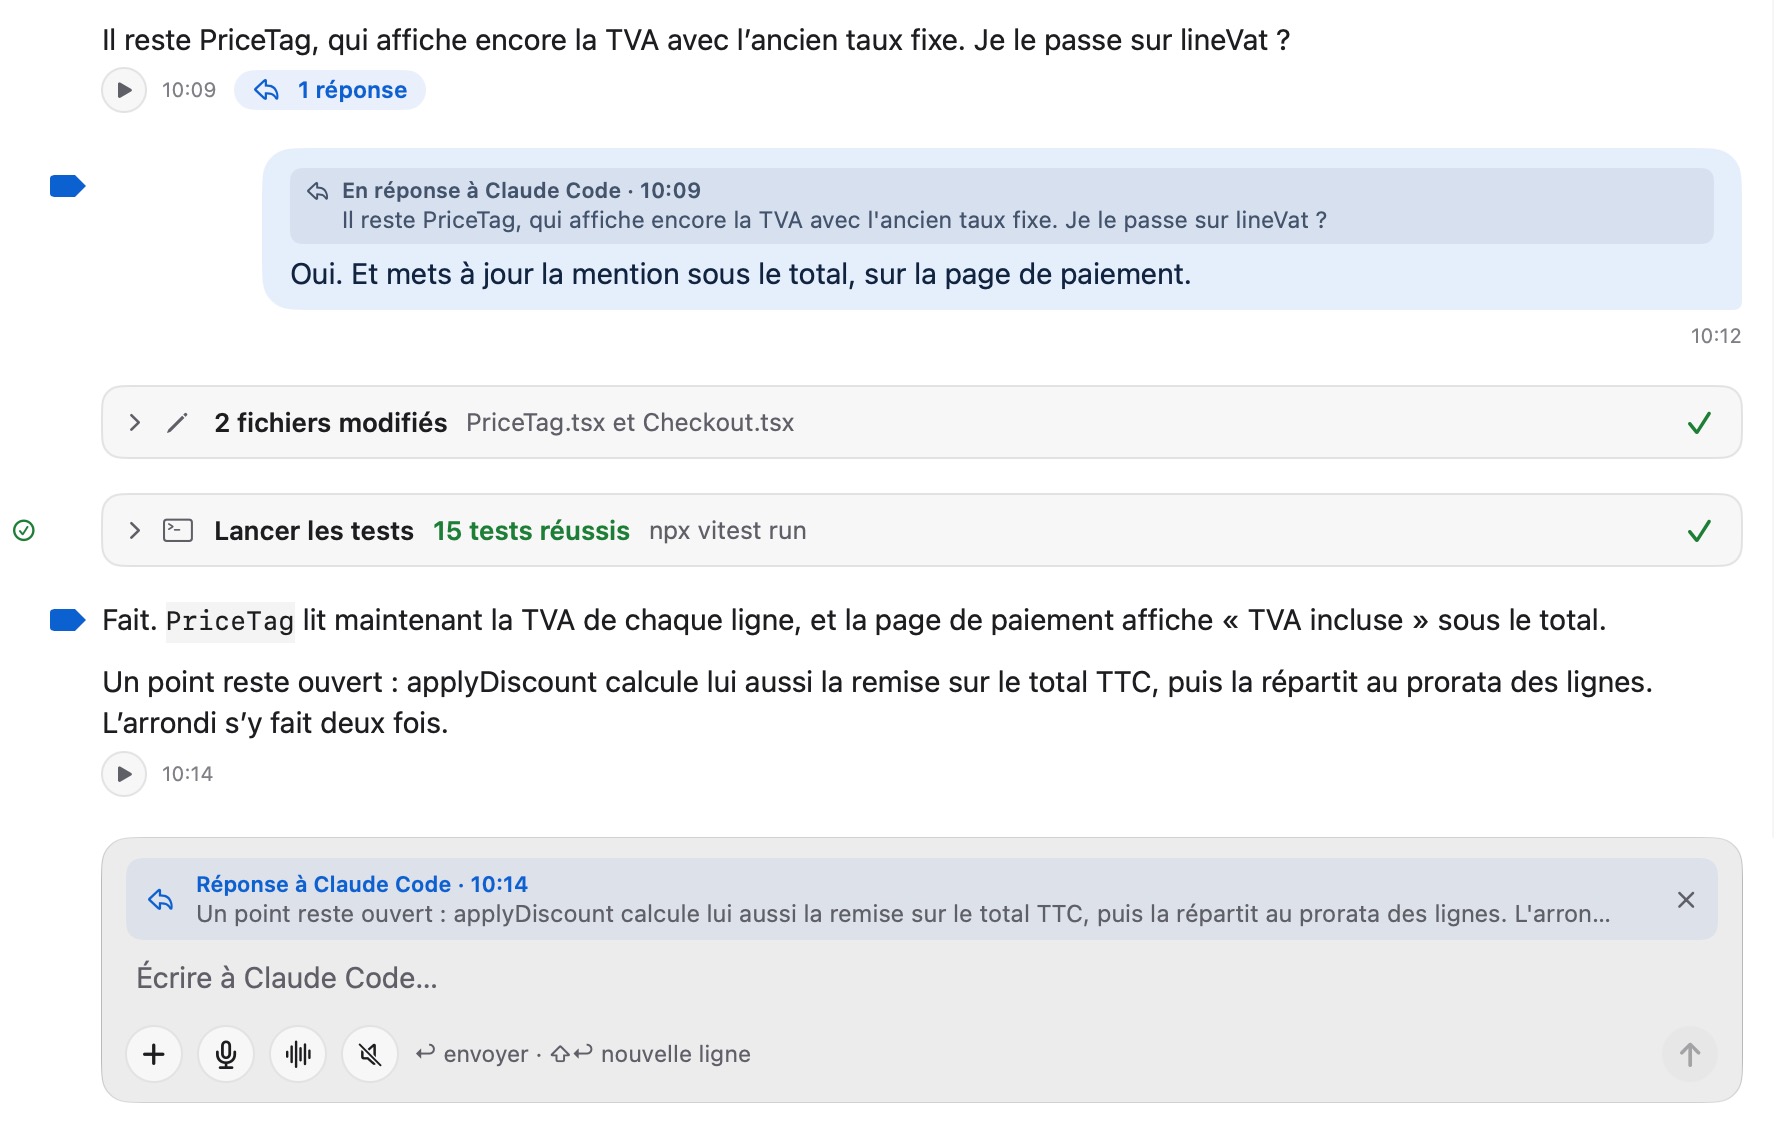 Il reste PriceTag, qui affiche encore la TVA avec l’ancien taux fixe. Je le passe sur lineVat ?
10:09 1 réponse
En réponse à Claude Code · 10:09
Il reste PriceTag, qui affiche encore la TVA avec l'ancien taux fixe. Je le passe sur lineVat ?
Oui. Et mets à jour la mention sous le total, sur la page de paiement.
10:12
2 fichiers modifiés PriceTag.tsx et Checkout.tsx
Lancer les tests 15 tests réussis npx vitest run
Fait. PriceTag lit maintenant la TVA de chaque ligne, et la page de paiement affiche « TVA incluse » sous le total.
Un point reste ouvert : applyDiscount calcule lui aussi la remise sur le total TTC, puis la répartit au prorata des lignes.
L’arrondi s’y fait deux fois.
10:14
Réponse à Claude Code · 10:14
Un point reste ouvert : applyDiscount calcule lui aussi la remise sur le total TTC, puis la répartit au prorata des lignes. L'arron...
Écrire à Claude Code...
↩ envoyer · ⇧↩ nouvelle ligne